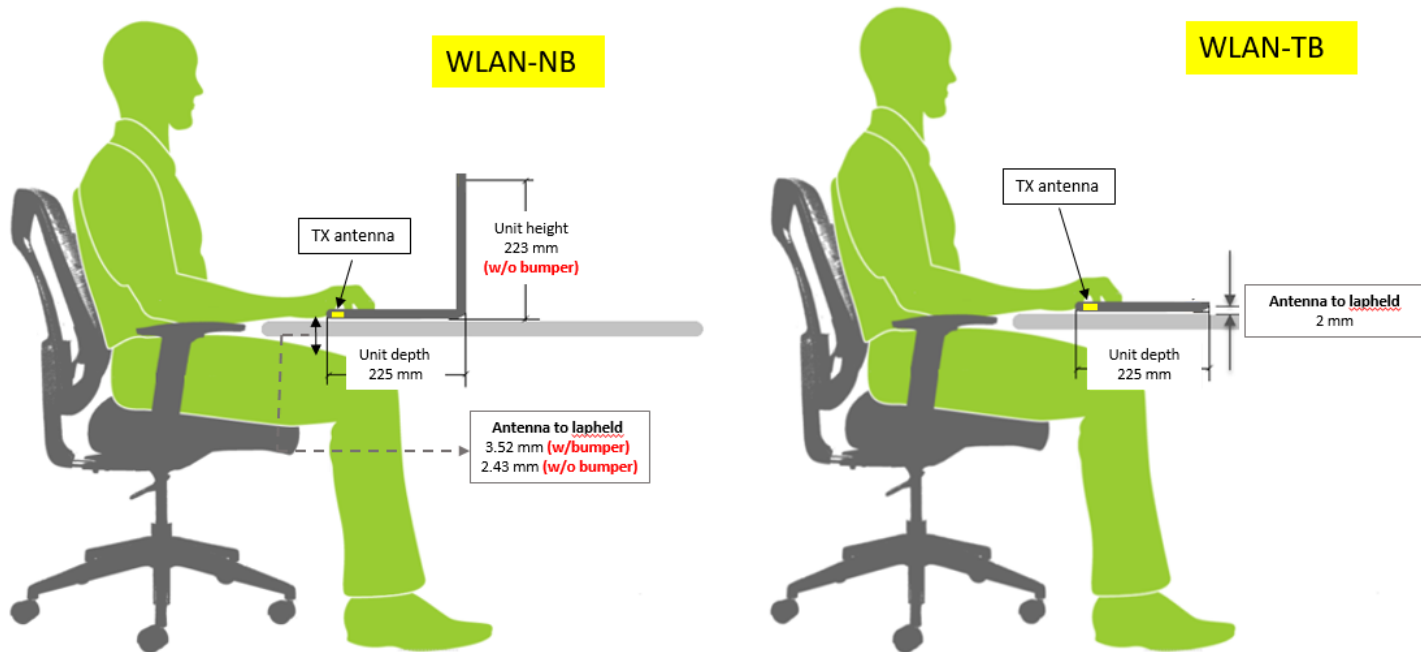 WLAN-NB
TX antenna
Unit height
223 mm
(w/o bumper)
Unit depth
225 mm
Antenna to lapheld
3.52 mm (w/bumper)
2.43 mm (w/o bumper)
WLAN-TB
TX antenna
Antenna to lapheld
2 mm
Unit depth
225 mm